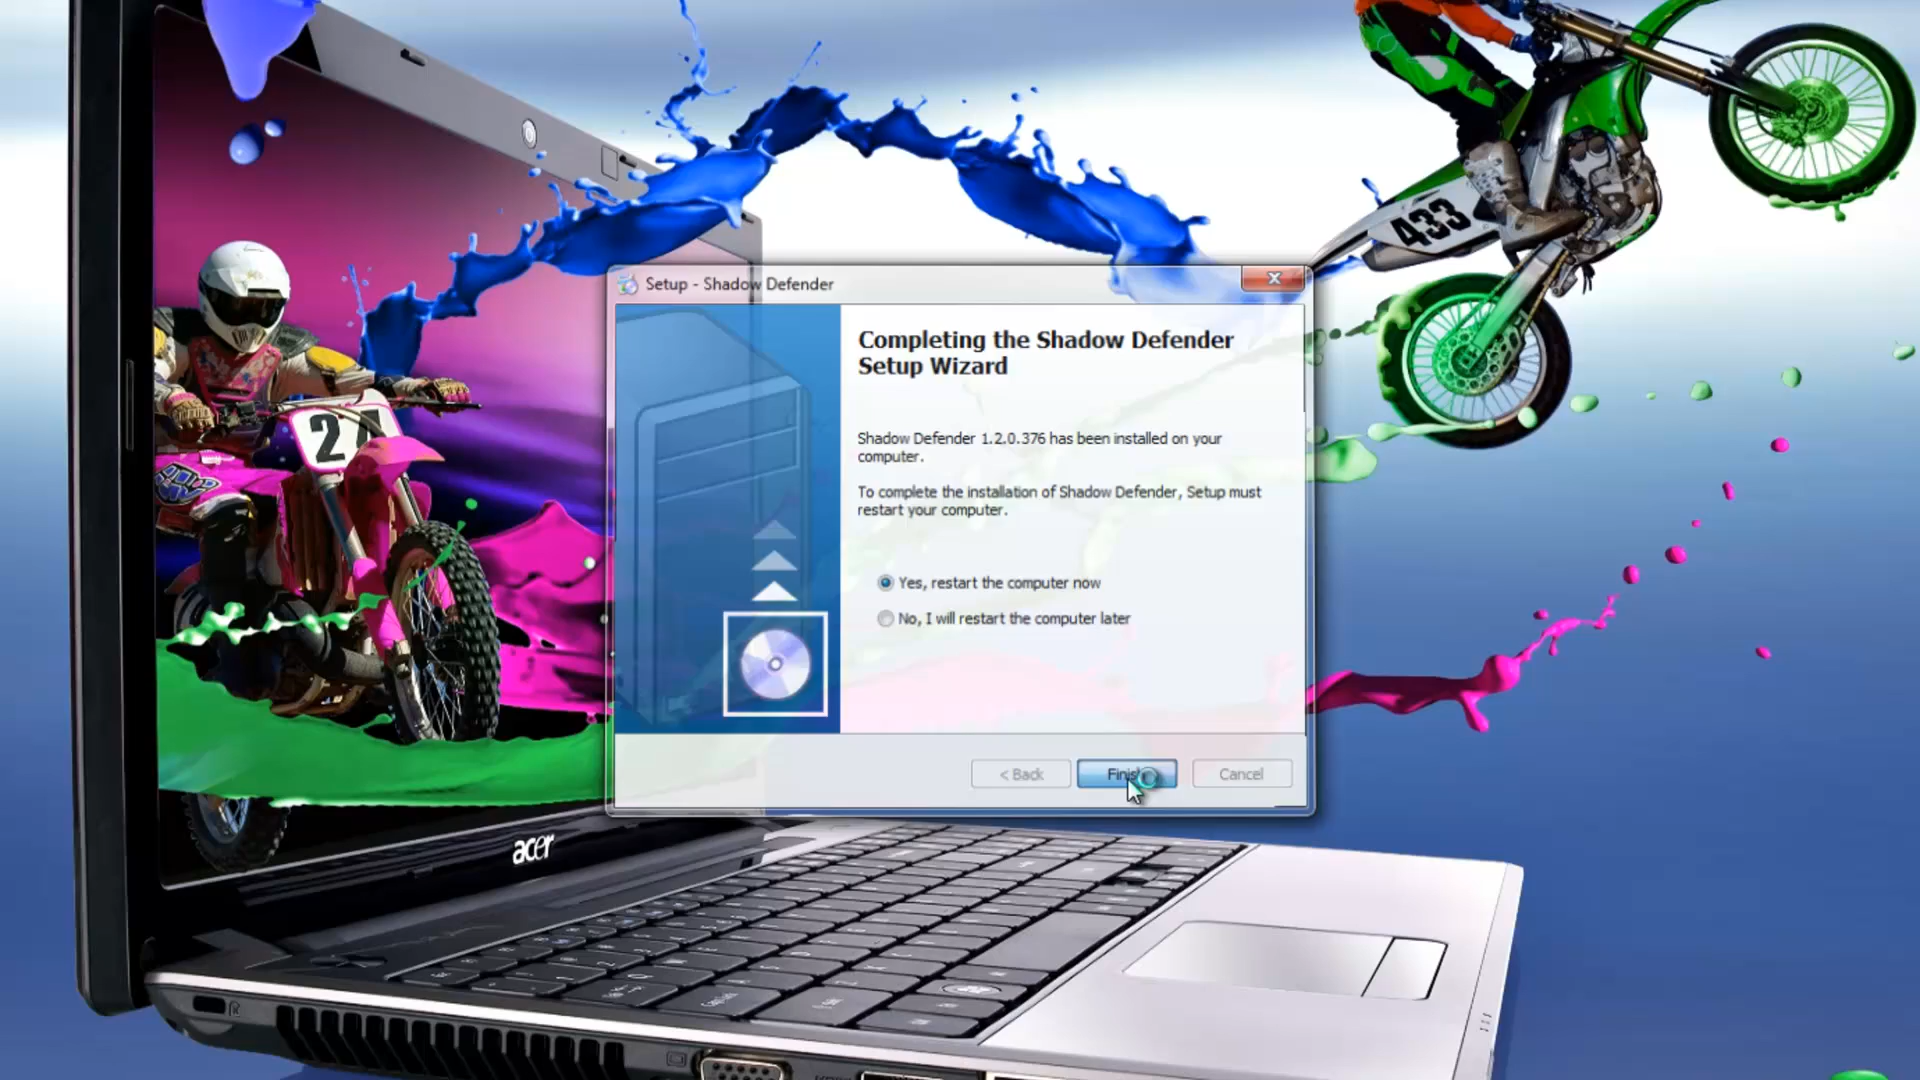 433
Setup - Shadow Defender
Completing the Shadow Defender
Setup Wizard
27
Shadow Defender 1.2.0.376 has been installed on your
computer.
To complete the installation of Shadow Defender, Setup must
restart your computer.
Yes, restart the computer now
No, I will restart the computer later
< Back
Finish
Cancel
acer